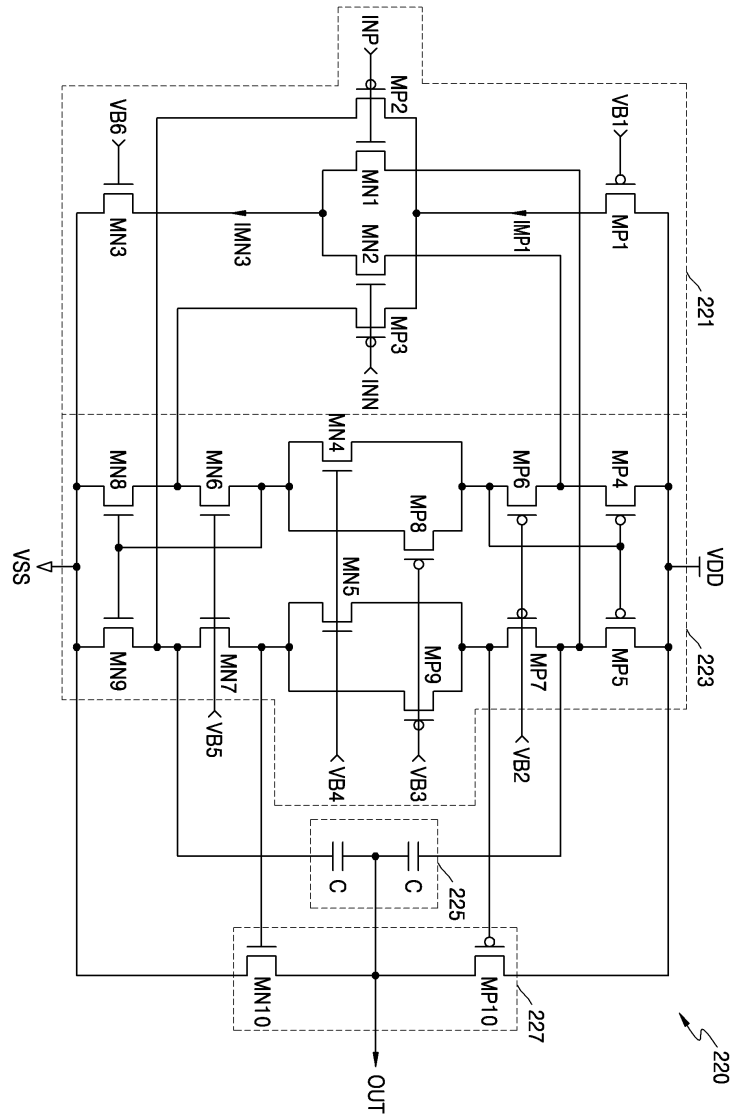 220
221
VDD
223
VB1
MP1
MP4
MP5
IMP1
MP6
MP7
VB2
MP10
227
INP
MP2
MN1
MN2
MP3
INN
MP8
MP9
VB3
C
225
OUT
MN4
MN5
VB4
C
IMN3
MN6
MN7
VB5
MN10
VB6
MN3
MN8
MN9
VSS